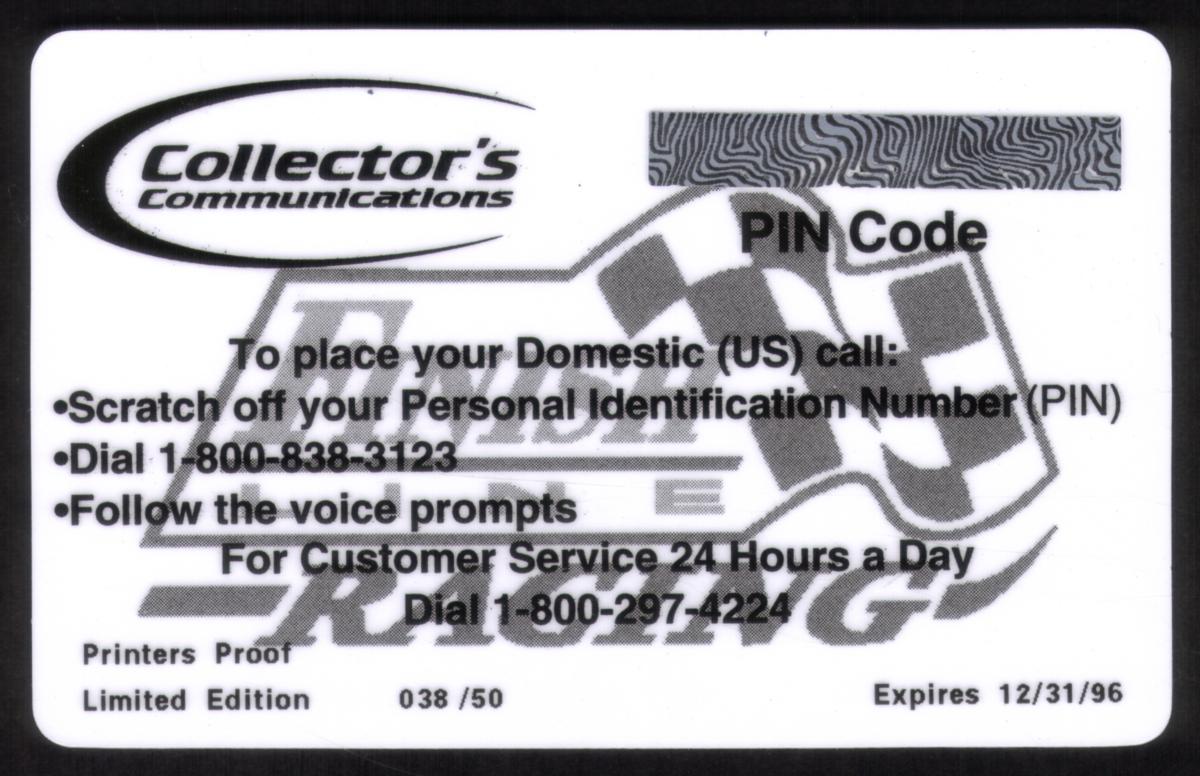 Collector's
Communications
PIN Code
To place your Domestic (US) call:
•Scratch off your Personal Identification Number (PIN)
•Dial 1-800-838-3123
•Follow the voice prompts
For Customer Service 24 Hours a Day
Dial 1-800-297-4224
FINISH
LINE
RACING
Printers Proof
Limited Edition 038 /50
Expires 12/31/96